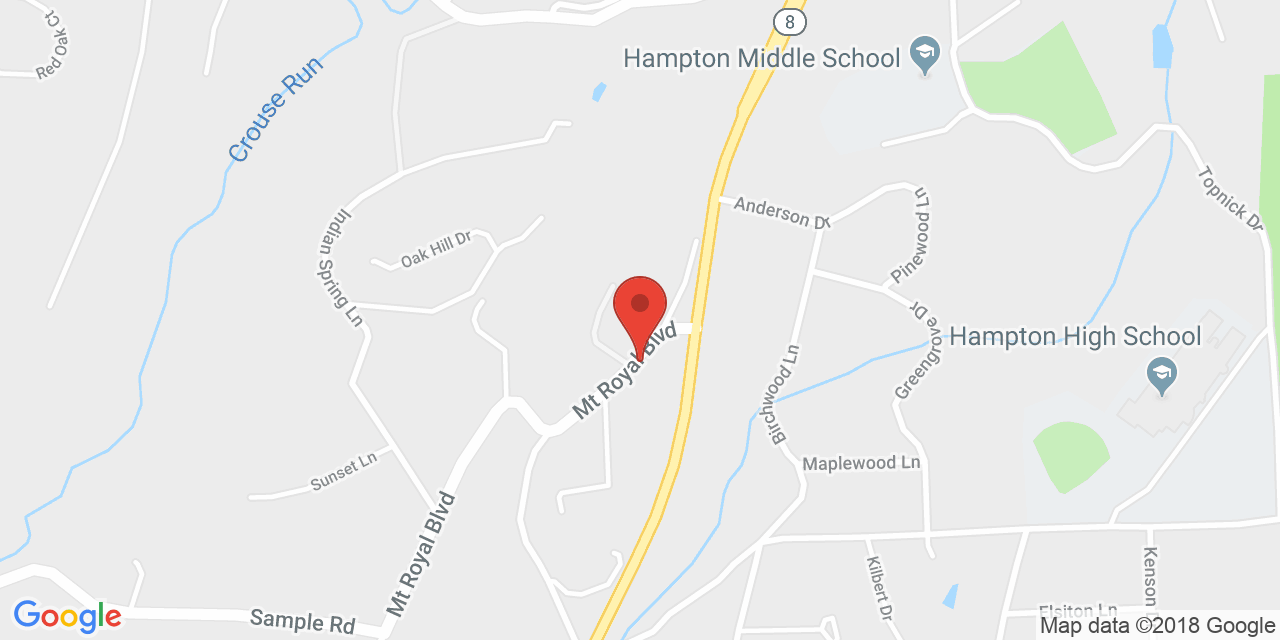 Red Oak Ct
Crouse Run
8
Hampton Middle School
Topnick Dr
Anderson Dr
Pinewood Ln
Indian Spring Ln
Oak Hill Dr
Greengrove Dr
Hampton High School
Mt Royal Blvd
Birchwood Ln
Maplewood Ln
Sunset Ln
Mt Royal Blvd
Kilbert Dr
Kenson
Elsiton Ln
Sample Rd
Google
Map data ©2018 Google